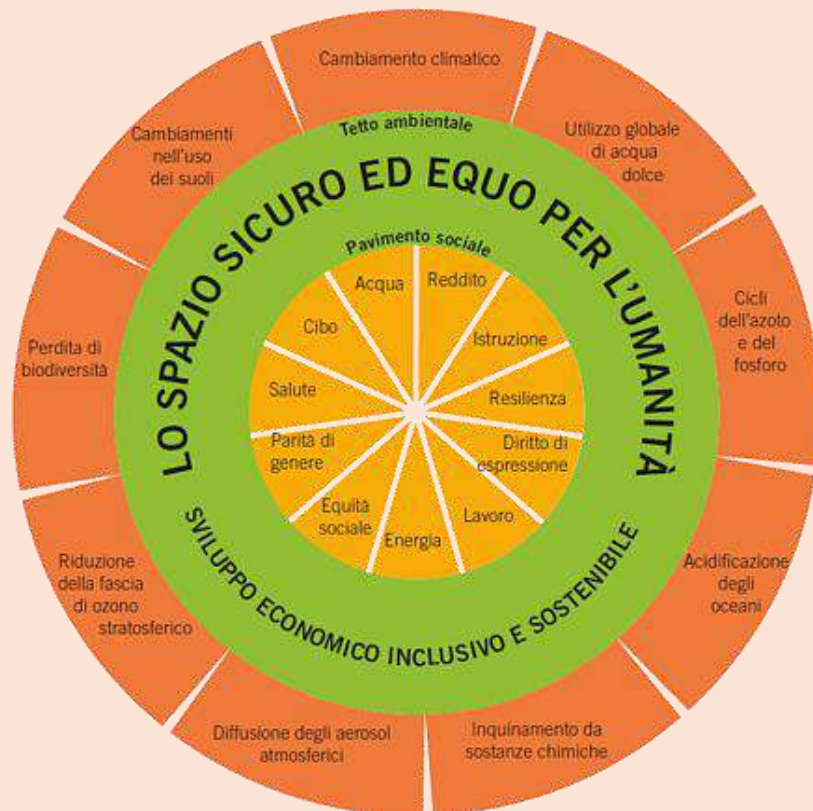 Cambiamento climatico
Utilizzo globale
di acqua
dolce
Cicli
dell'azoto
e del
fosforo
Acidificazione
degli
oceani
Inquinamento da
sostanze chimiche
Diffusione degli aerosol
atmosferici
Riduzione
della fascia
di ozono
stratosferico
Perdita di
biodiversità
Cambiamenti
nell'uso
dei suoli
Tetto ambientale
LO SPAZIO SICURO ED EQUO PER L'UMANITÀ
Pavimento sociale
Acqua
Reddito
Istruzione
Resilienza
Diritto di
espressione
Lavoro
Energia
Equità
sociale
Parità di
genere
Salute
Cibo
SVILUPPO ECONOMICO INCLUSIVO E SOSTENIBILE